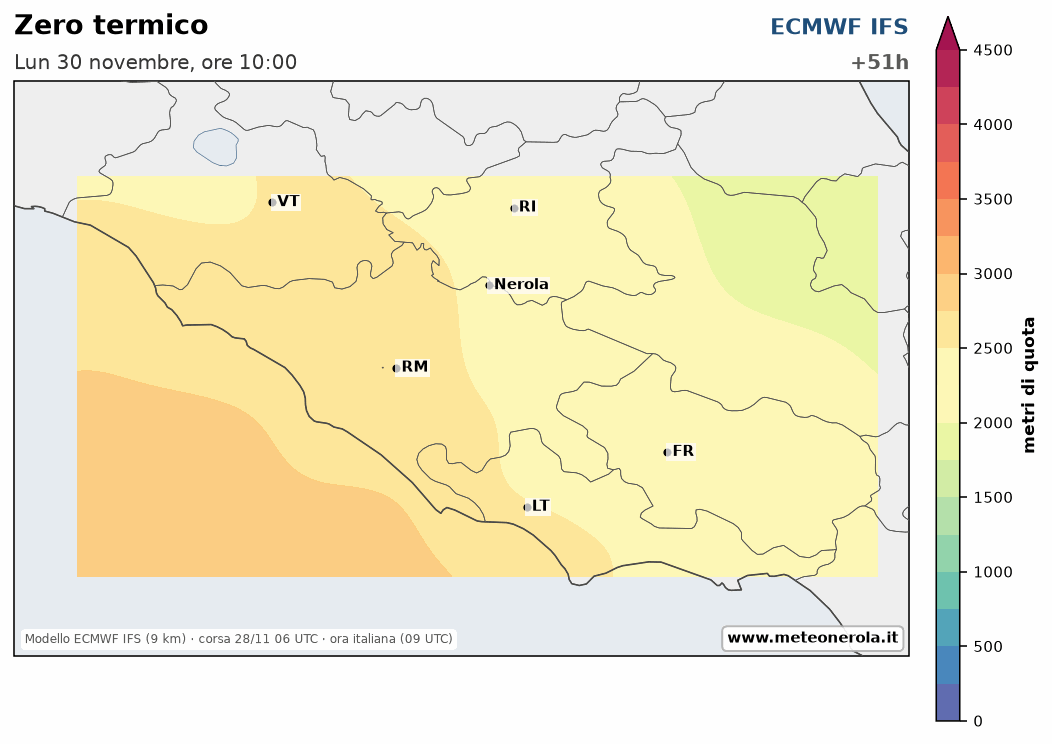 Zero termico
ECMWF IFS
Lun 30 novembre, ore 10:00
+51h
VT
RI
Nerola
RM
FR
LT
4500
4000
3500
3000
2500
2000
1500
1000
500
0
metri di quota
Modello ECMWF IFS (9 km) · corsa 28/11 06 UTC · ora italiana (09 UTC)
www.meteonerola.it